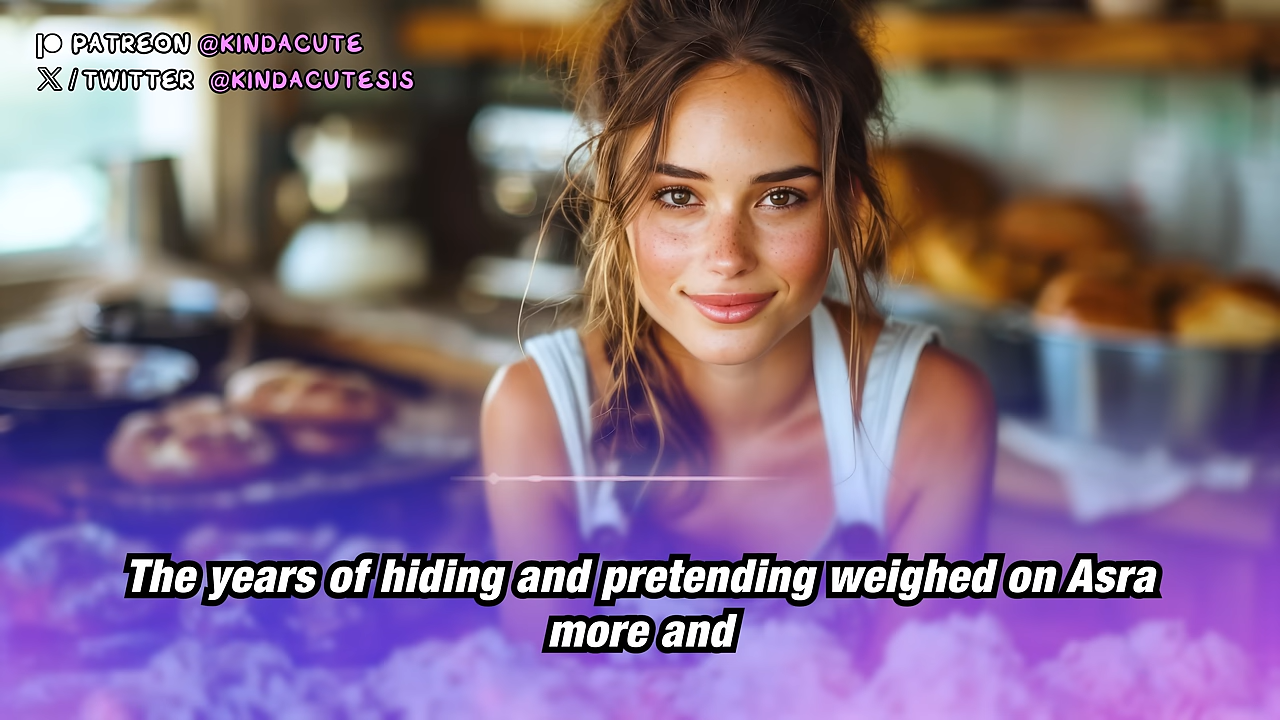 PATREON @KINDACUTE
X / TWITTER @KINDACUTESIS
The years of hiding and pretending weighed on Asra
more and